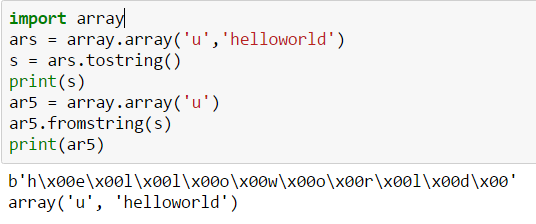 import array
ars = array.array('u','helloworld')
s = ars.tostring()
print(s)
ar5 = array.array('u')
ar5.fromstring(s)
print(ar5)
b'h\x00e\x00l\x00l\x00o\x00w\x00o\x00r\x00l\x00d\x00'
array('u', 'helloworld')